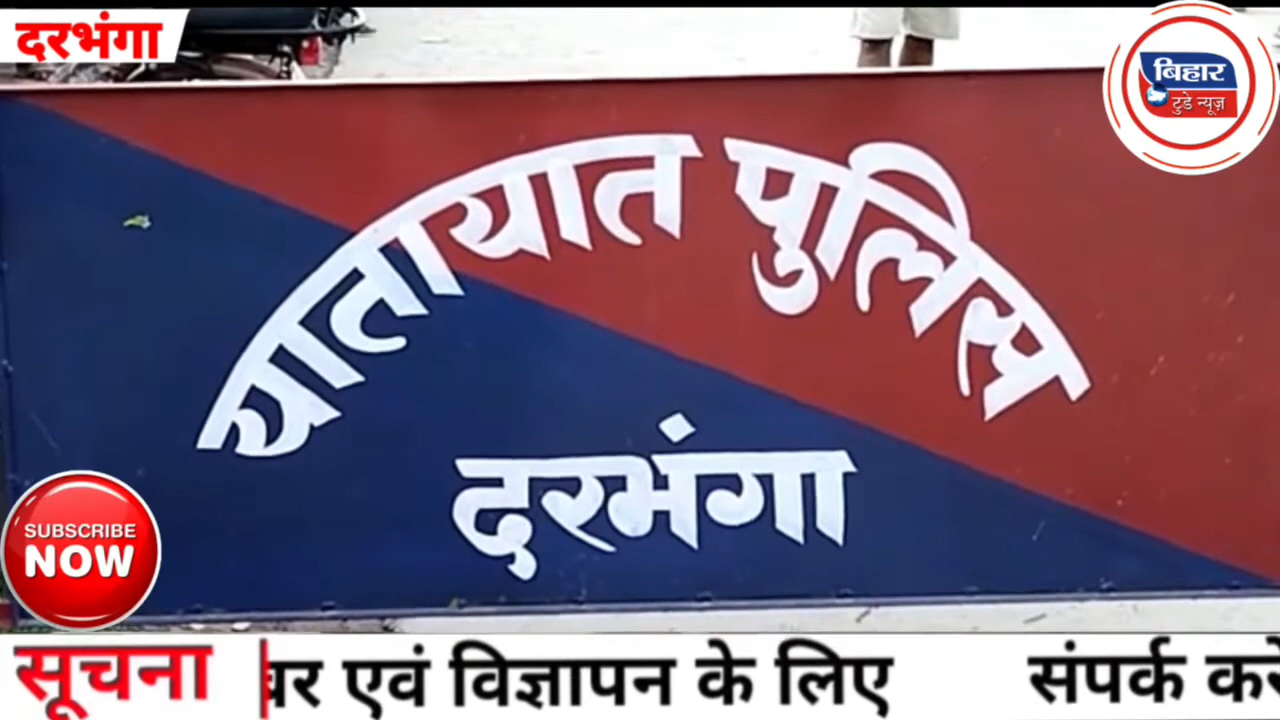 दरभंगा
बिहार
टुडे न्यूज़
यातायात पुलिस
दरभंगा
SUBSCRIBE
NOW
सूचना
एवं विज्ञापन के लिए संपर्क